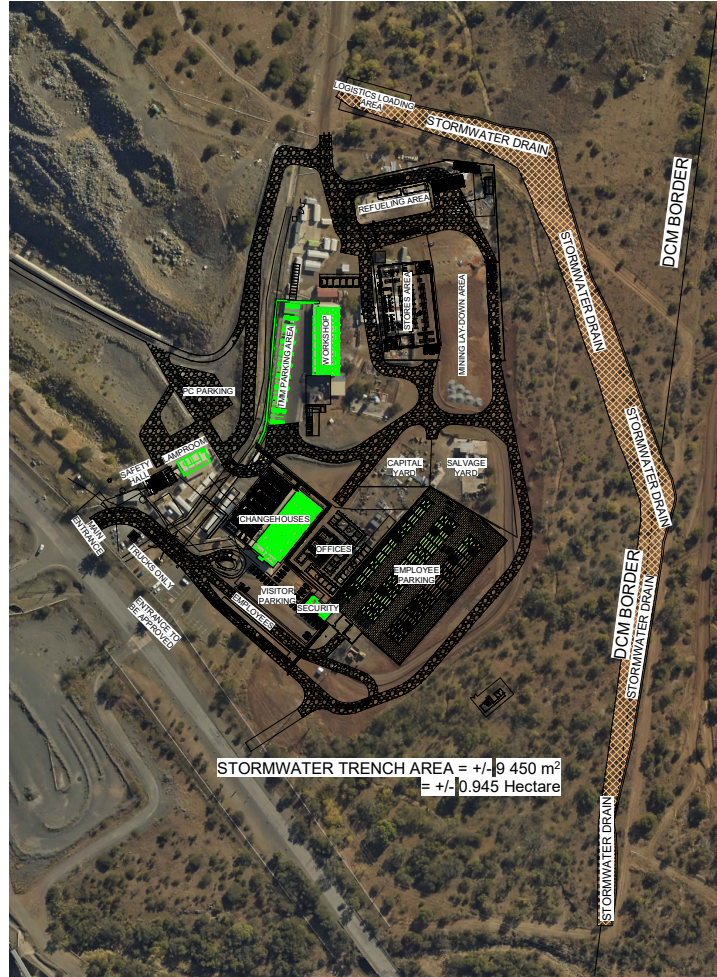 LOGISTICS LOADING
AREA
STORMWATER DRAIN
DCM BORDER
REFUELING AREA
STORMWATER DRAIN
STORES AREA
MINING LAY-DOWN AREA
WORKSHOP
TMM PARKING AREA
PC PARKING
STORMWATER DRAIN
LAMPROOM
SAFETY
HALL
CAPITAL
YARD
SALVAGE
YARD
MAIN
ENTRANCE
CHANGEHOUSES
TRUCKS ONLY
OFFICES
EMPLOYEE
PARKING
VISITOR
PARKING
EMPLOYEES
SECURITY
ENTRANCE TO
BE APPROVED
DCM BORDER
STORMWATER DRAIN
STORMWATER TRENCH AREA = +/- 9 450 m²
= +/- 0.945 Hectare
STORMWATER DRAIN